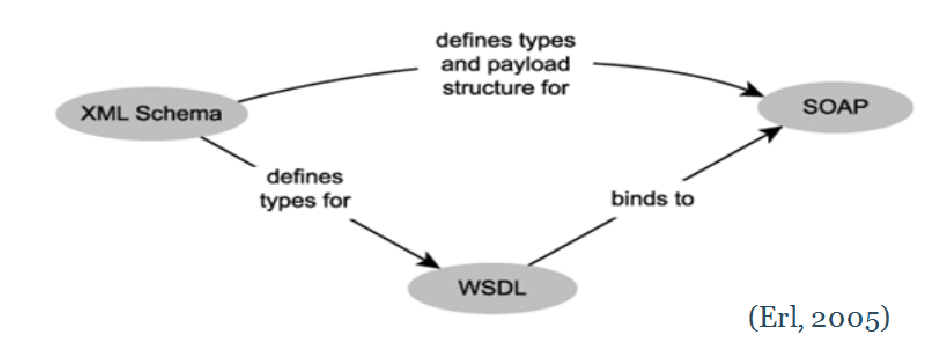 defines types
and payload
structure for
XML Schema
SOAP
defines
types for
binds to
WSDL
(Erl, 2005)